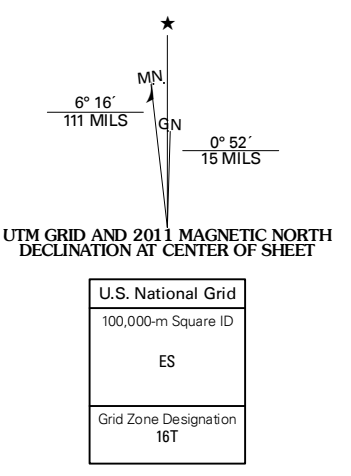 ★
MN
6° 16´
111 MILS
GN
0° 52´
15 MILS
UTM GRID AND 2011 MAGNETIC NORTH
DECLINATION AT CENTER OF SHEET
U.S. National Grid
100,000-m Square ID
ES
Grid Zone Designation
16T